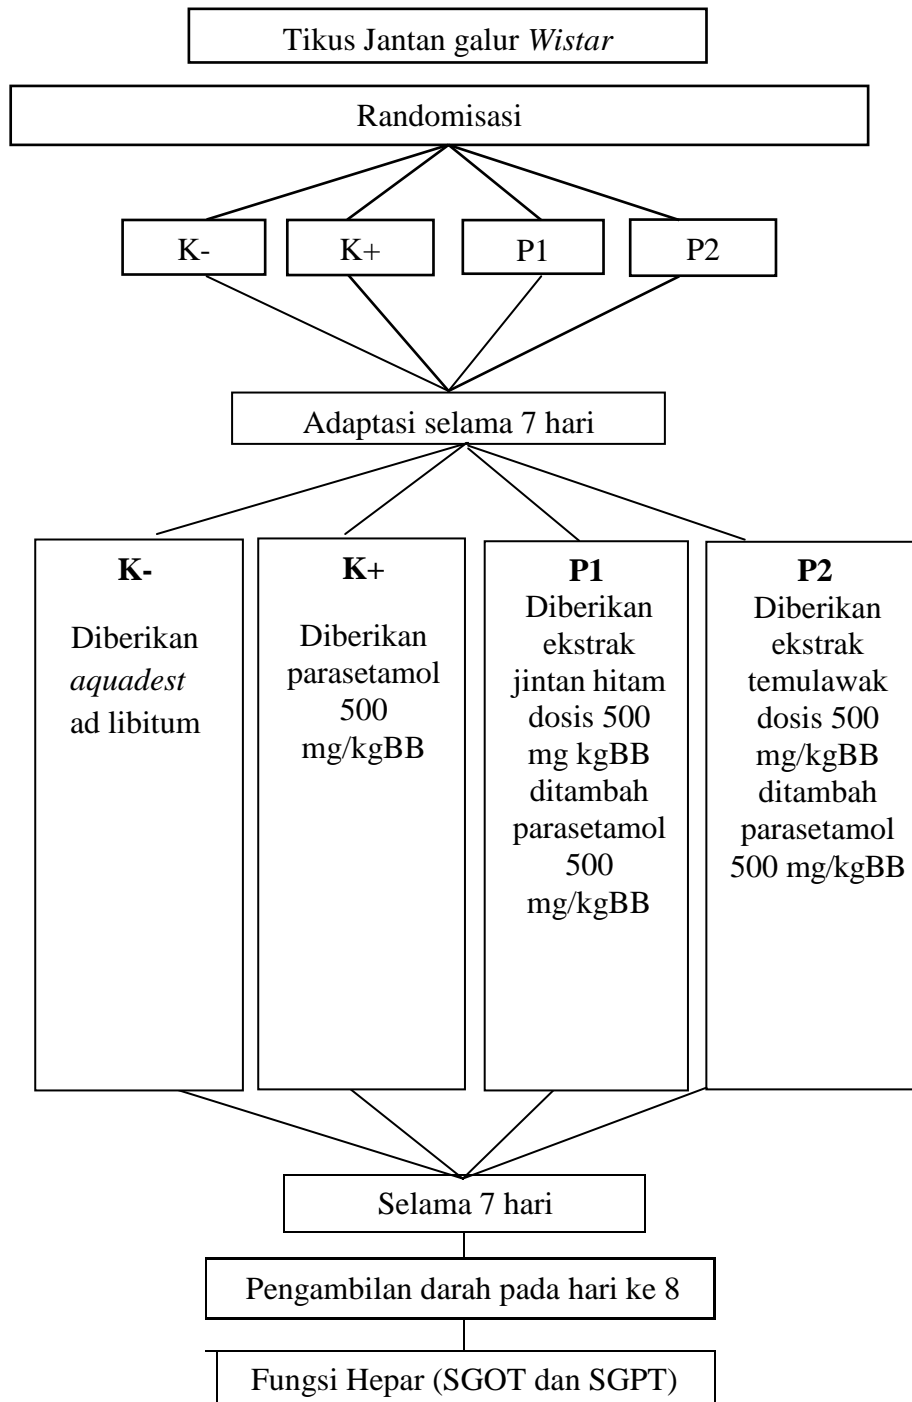 Tikus Jantan galur Wistar
Randomisasi
K-
K+
P1
P2
Adaptasi selama 7 hari
K-
Diberikan
aquadest
ad libitum
K+
Diberikan
parasetamol
500
mg/kgBB
P1
Diberikan
ekstrak
jintan hitam
dosis 500
mg kgBB
ditambah
parasetamol
500
mg/kgBB
P2
Diberikan
ekstrak
temulawak
dosis 500
mg/kgBB
ditambah
parasetamol
500 mg/kgBB
Selama 7 hari
Pengambilan darah pada hari ke 8
Fungsi Hepar (SGOT dan SGPT)